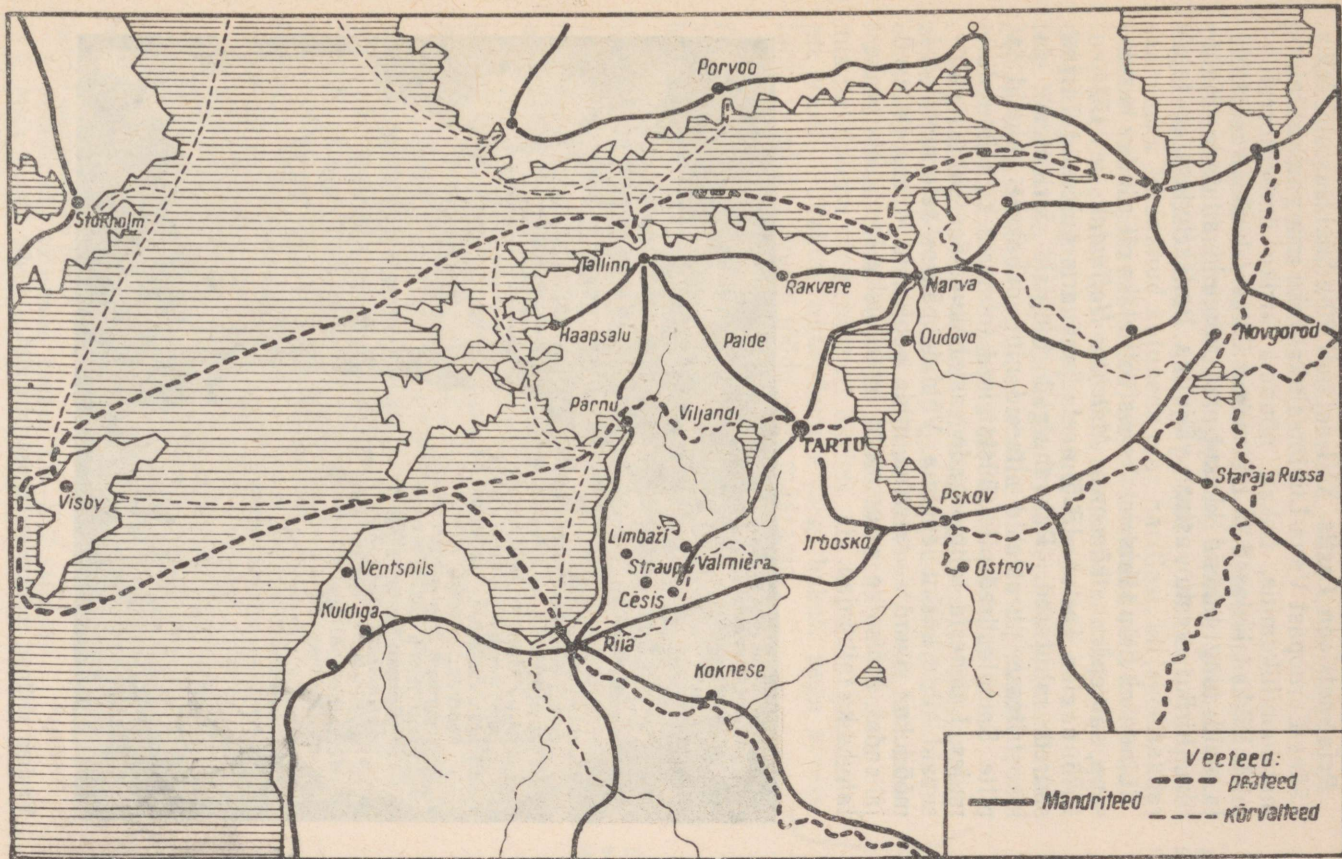 Porvoo
Stokholm
Tallinn
Rakvere
Narva
Haapsalu
Paide
Oudova
Novgorod
Pärnu
Viljandi
TARTU
Visby
Pskov
Staraja Russa
Irboska
Limbaži
Valmiera
Ostrov
Straupe
Cēsis
Ventspils
Kuldiga
Riia
Koknese
Veeteed:
peateed
Mandriteed
kõrvalteed